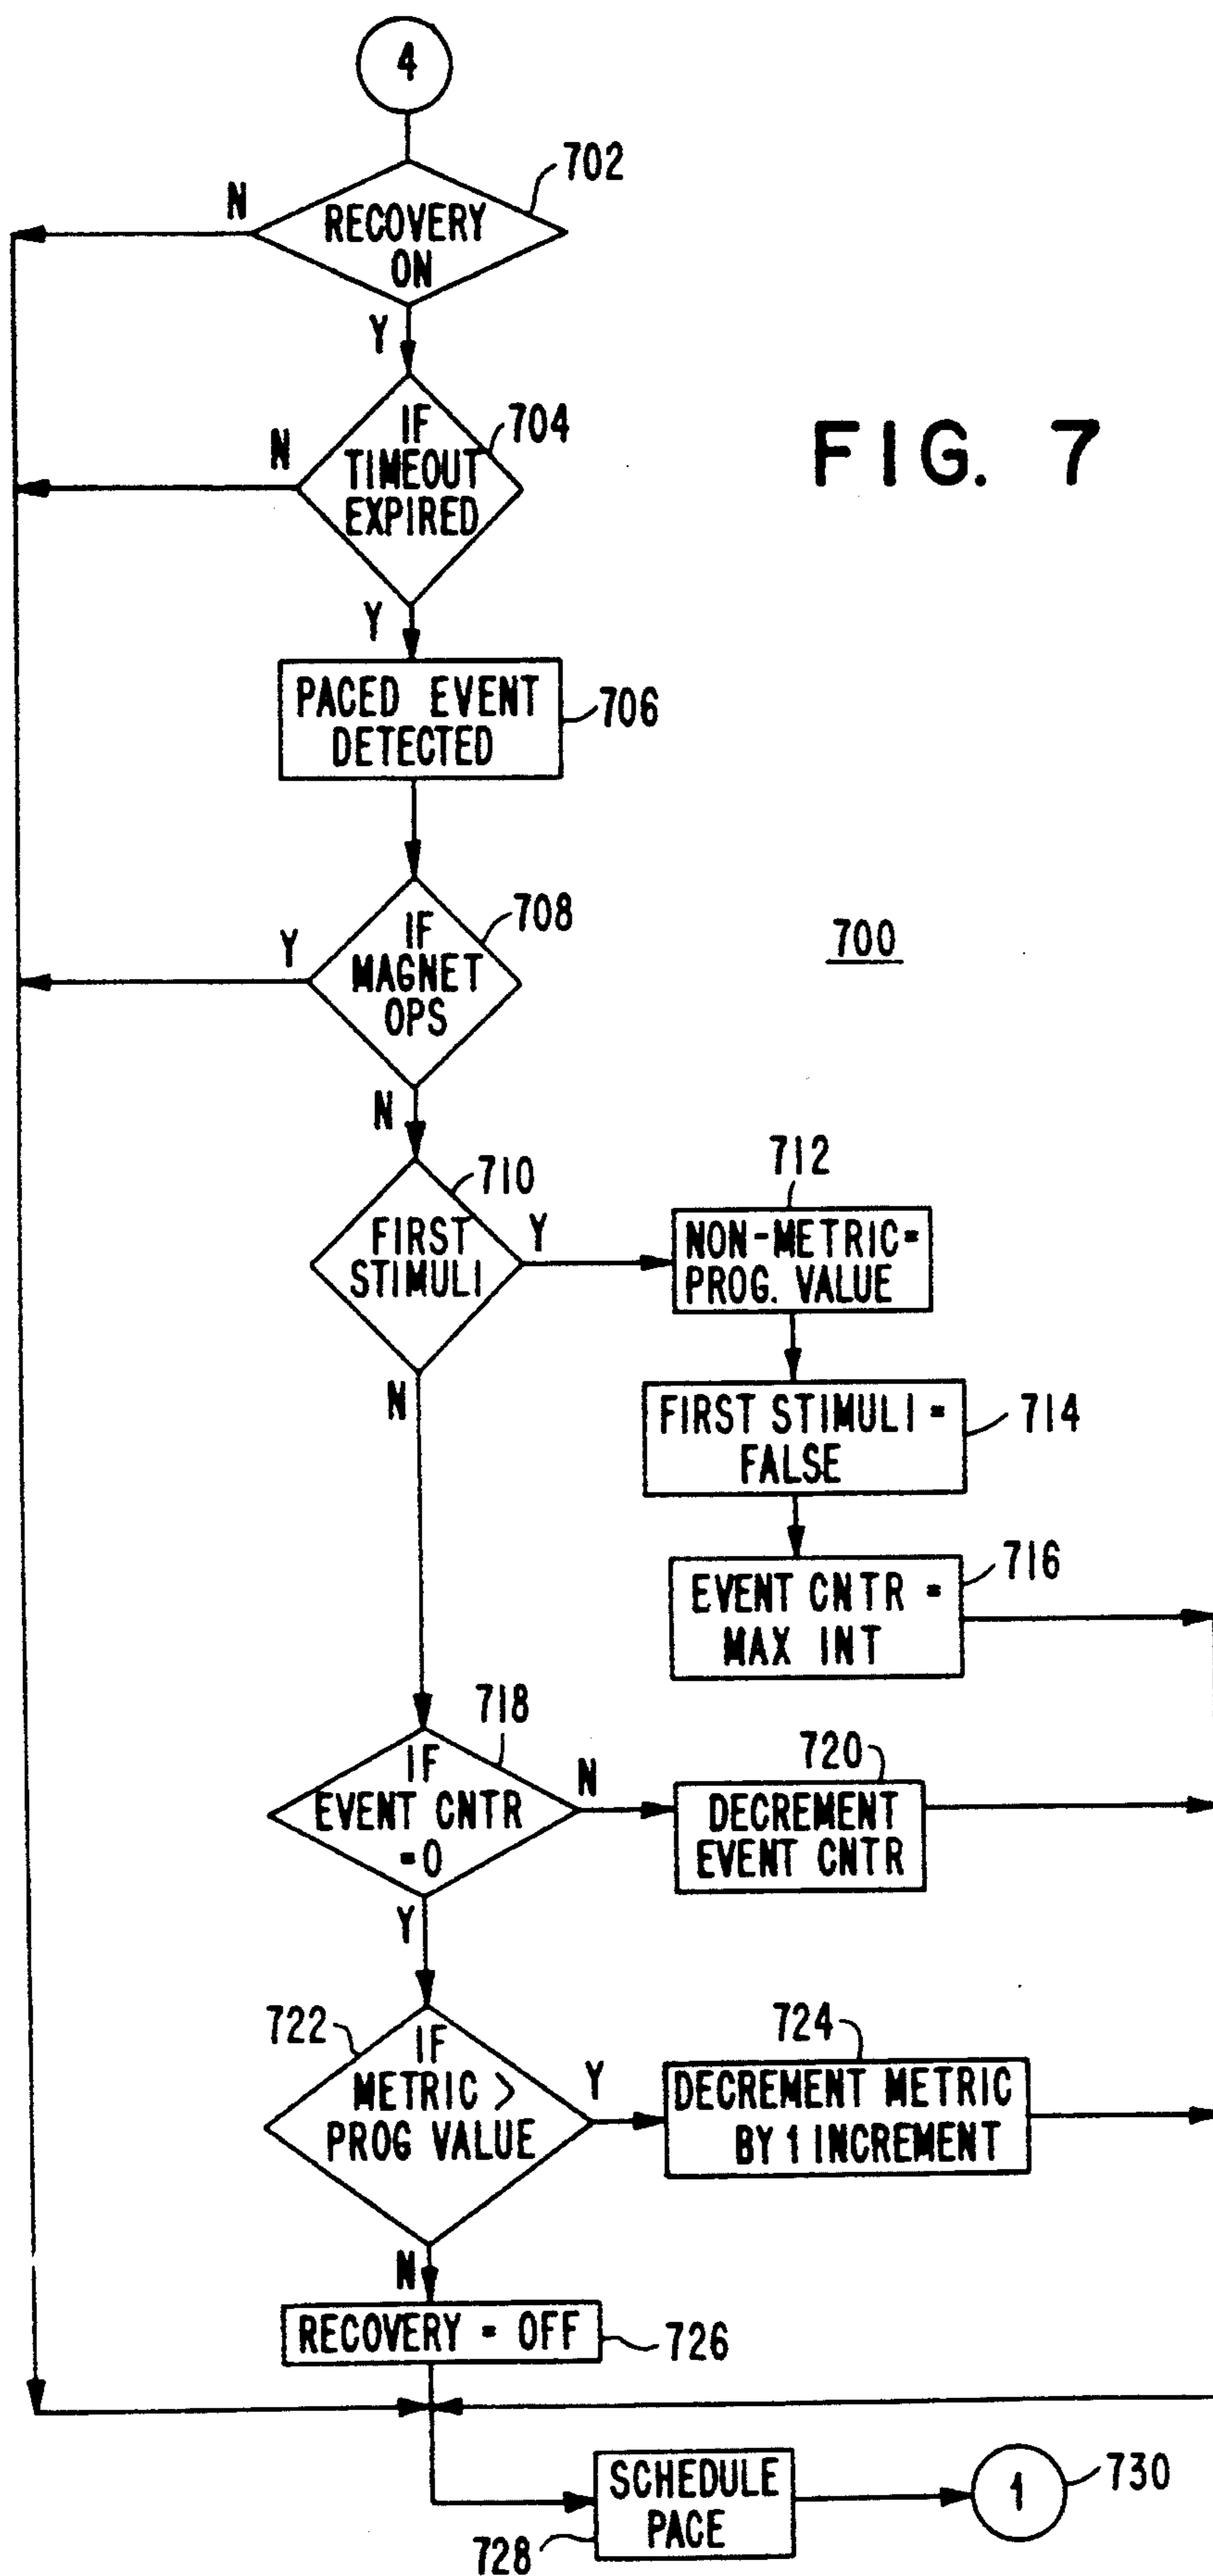 4
702
N
RECOVERY
ON
Y
704
IF
TIMEOUT
EXPIRED
N
FIG. 7
Y
PACED EVENT
DETECTED
706
708
IF
MAGNET
OPS
Y
700
N
710
FIRST
STIMULI
Y
712
NON-METRIC=
PROG. VALUE
N
FIRST STIMULI =
FALSE
714
EVENT CNTR =
MAX INT
716
718
IF
EVENT CNTR
=0
N
720
DECREMENT
EVENT CNTR
Y
722
IF
METRIC >
PROG VALUE
Y
724
DECREMENT METRIC
BY 1 INCREMENT
N
RECOVERY = OFF
726
SCHEDULE
PACE
728
1
730